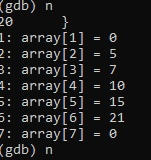 (gdb) n
20      }
1: array[1] = 0
2: array[2] = 5
3: array[3] = 7
4: array[4] = 10
5: array[5] = 15
6: array[6] = 21
7: array[7] = 0
(gdb) n